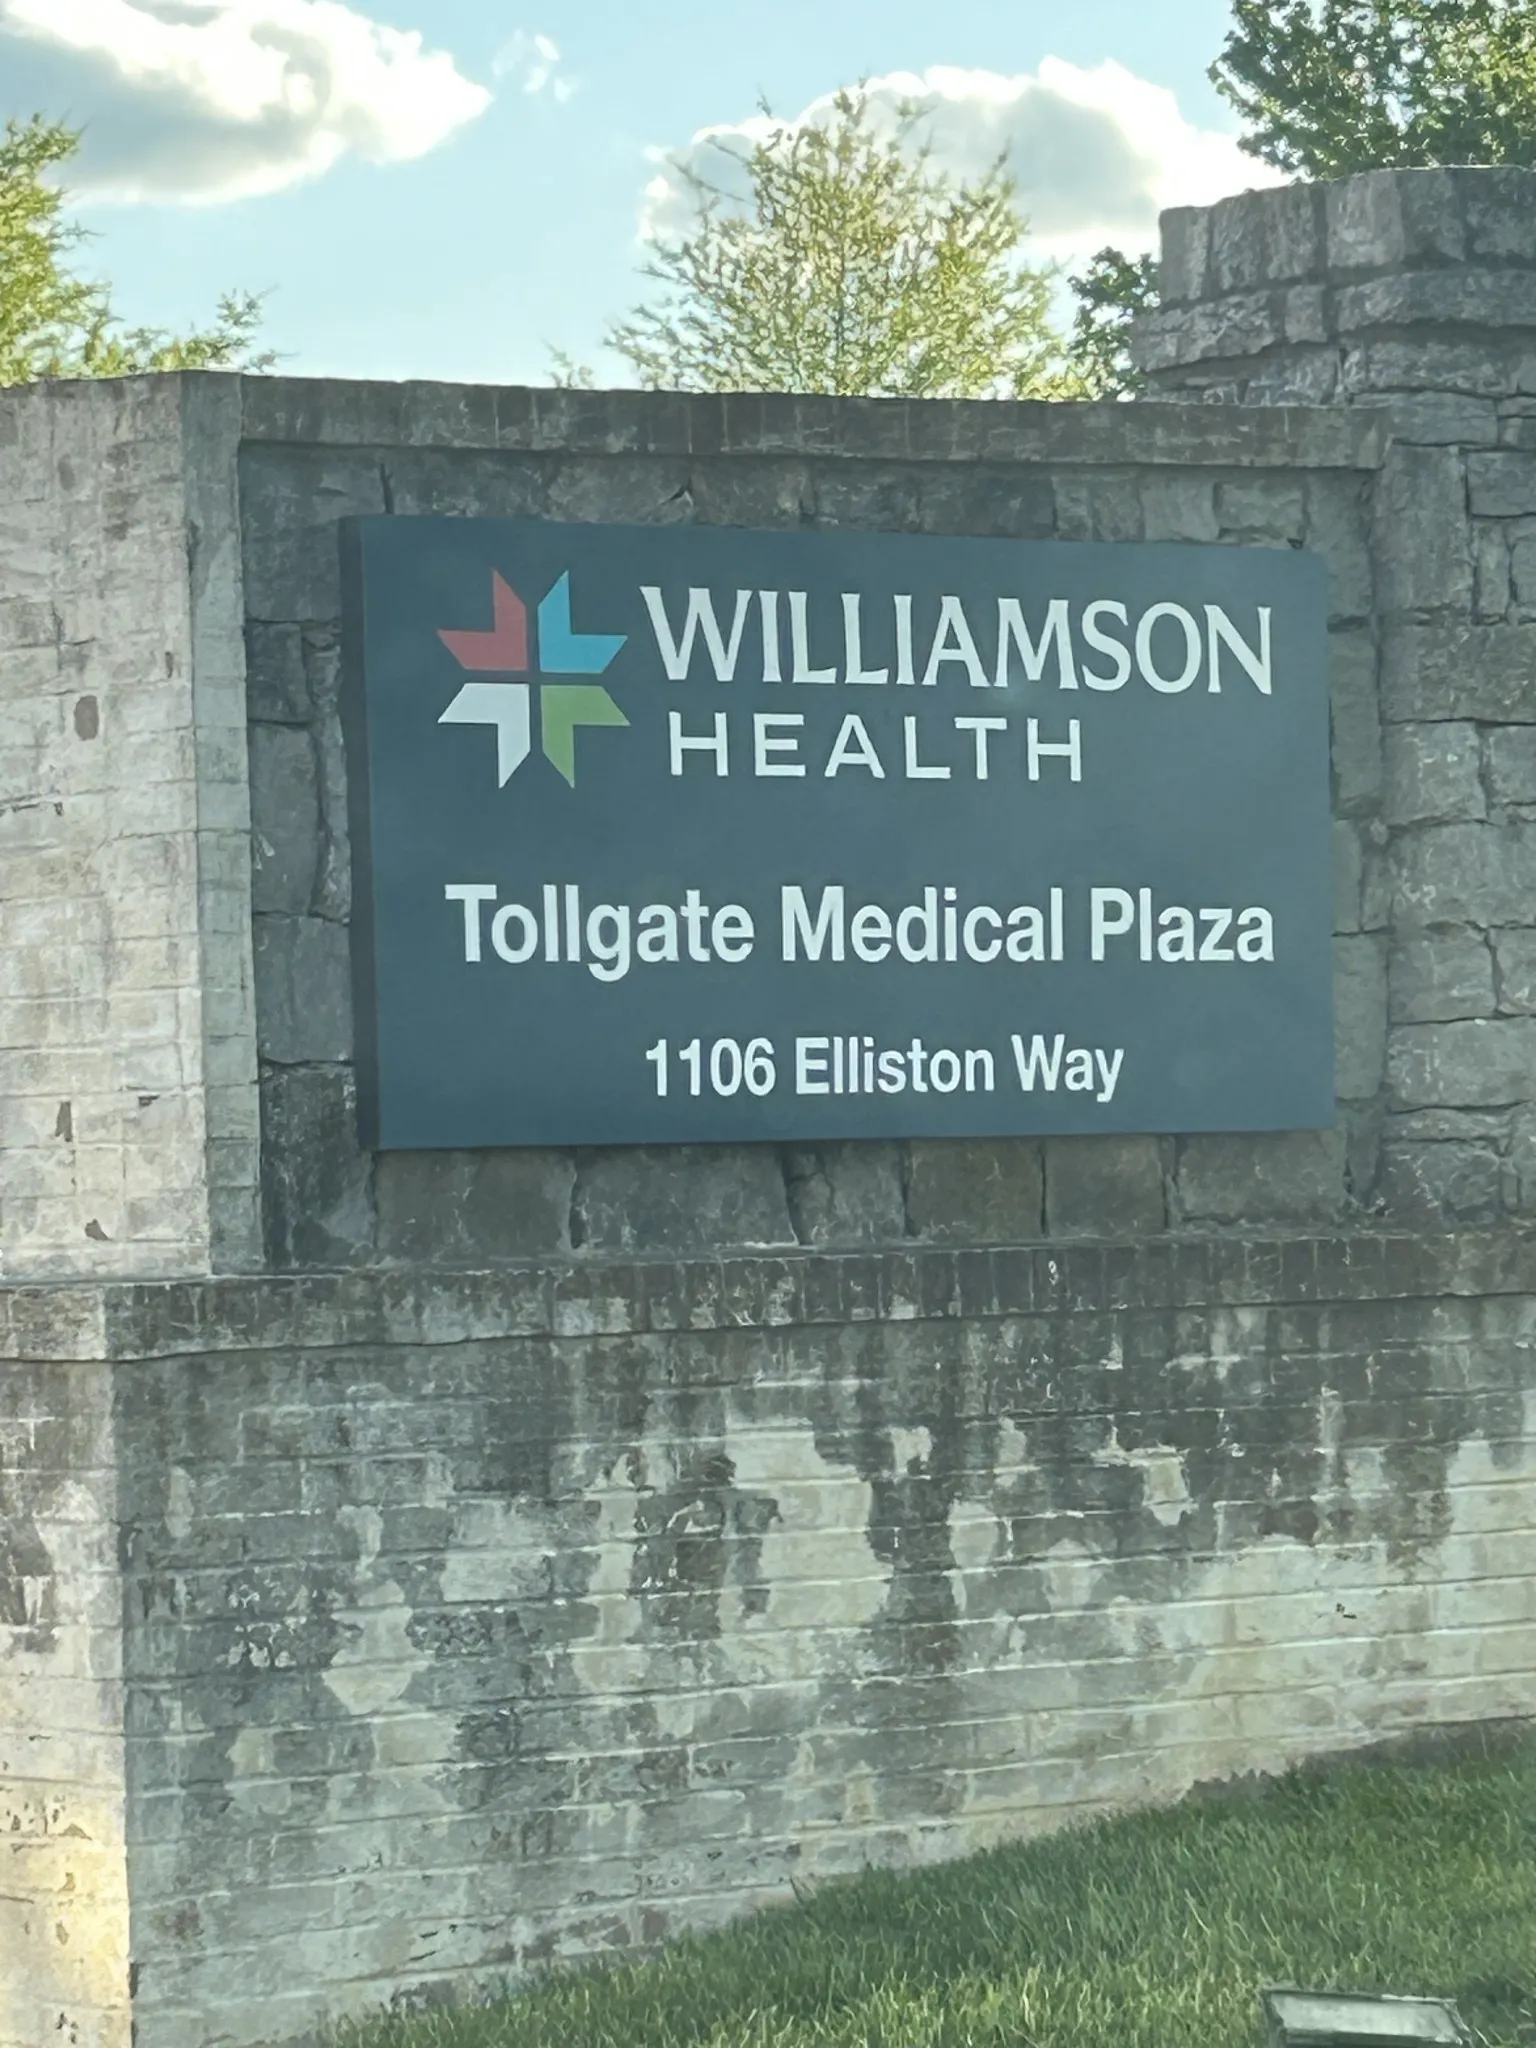 WILLIAMSON
HEALTH
Tollgate Medical Plaza
1106 Elliston Way